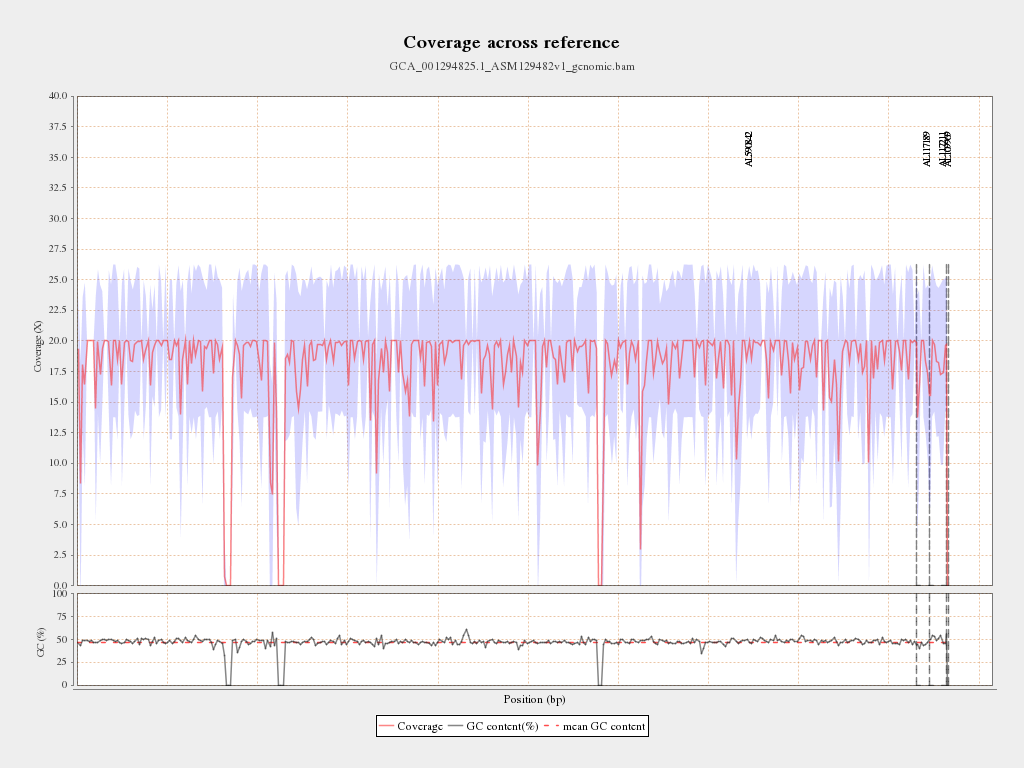 Coverage across reference
GCA_001294825.1_ASM129482v1_genomic.bam
40.0
37.5
35.0
32.5
30.0
27.5
25.0
22.5
20.0
17.5
15.0
12.5
10.0
7.5
5.0
2.5
0.0
Coverage (X)
AL590842
AL117189
AL117211
AL109969
100
75
50
25
0
GC (%)
Position (bp)
Coverage GC content(%) mean GC content